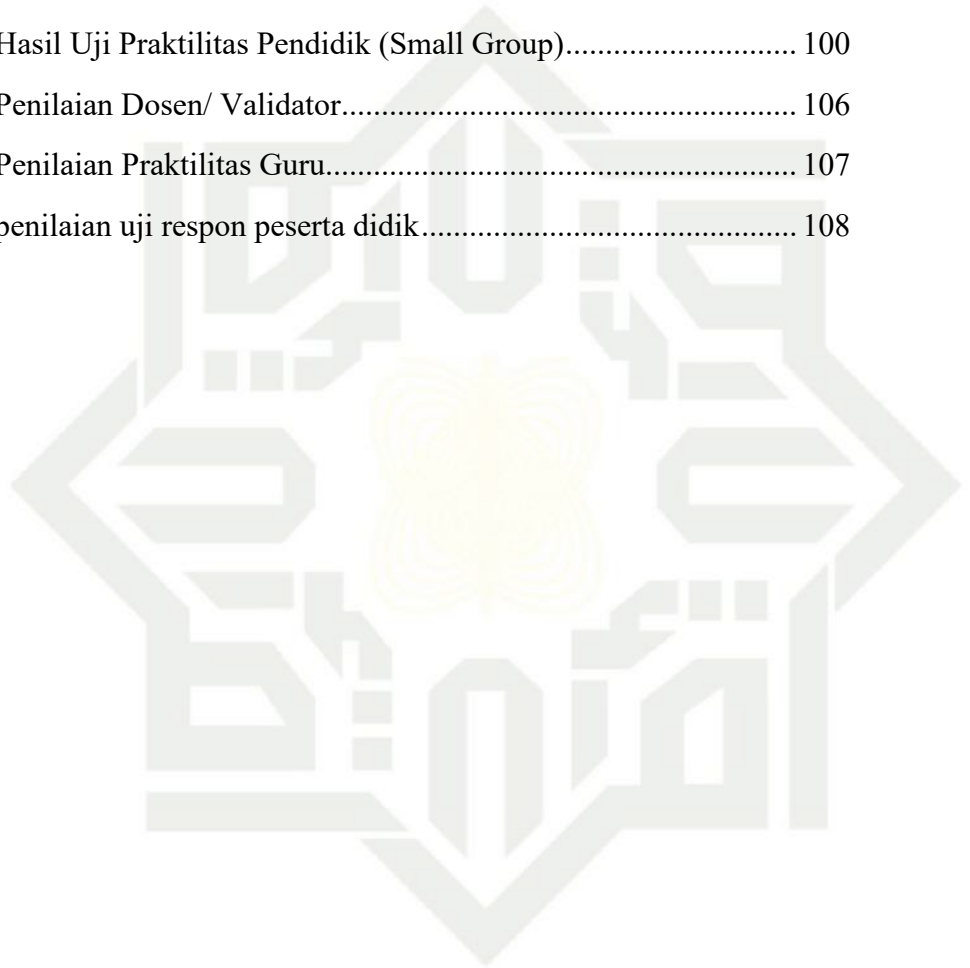 Hasil Uji Praktilitas Pendidik (Small Group)............................ 100
Penilaian Dosen/ Validator....................................................... 106
Penilaian Praktilitas Guru......................................................... 107
penilaian uji respon peserta didik.............................................. 108